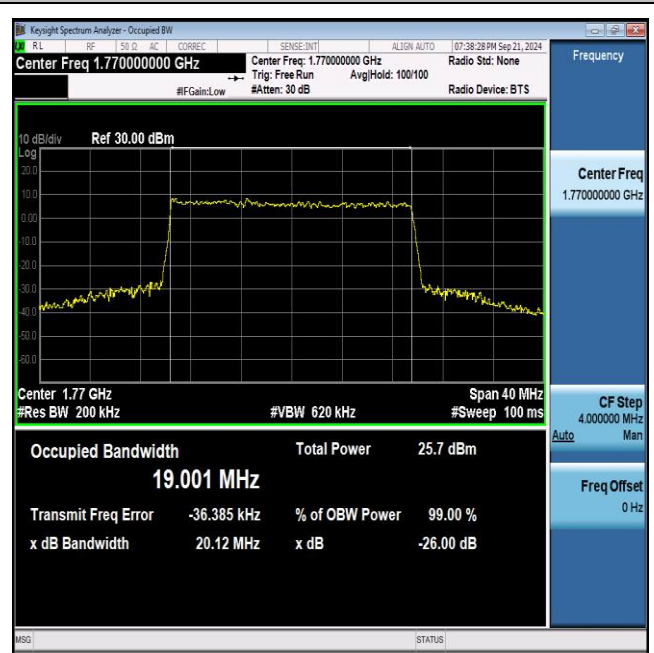 Keysight Spectrum Analyzer - Occupied BW
RL RF 50 Ω AC CORREC SENSE:INT ALIGN AUTO 07:38:28 PM Sep 21, 2024
Center Freq 1.770000000 GHz
Center Freq: 1.770000000 GHz
Radio Std: None
Trig: Free Run Avg|Hold: 100/100
#IFGain:Low #Atten: 30 dB Radio Device: BTS
10 dB/div Ref 30.00 dBm
Log
20.0
10.0
0.00
-10.0
-20.0
-30.0
-40.0
-50.0
-60.0
Center 1.77 GHz Span 40 MHz
#Res BW 200 kHz #VBW 620 kHz #Sweep 100 ms
Occupied Bandwidth Total Power 25.7 dBm
19.001 MHz
Transmit Freq Error -36.385 kHz % of OBW Power 99.00 %
x dB Bandwidth 20.12 MHz x dB -26.00 dB
MSG STATUS
Frequency
Center Freq
1.770000000 GHz
CF Step
4.000000 MHz
Auto Man
Freq Offset
0 Hz